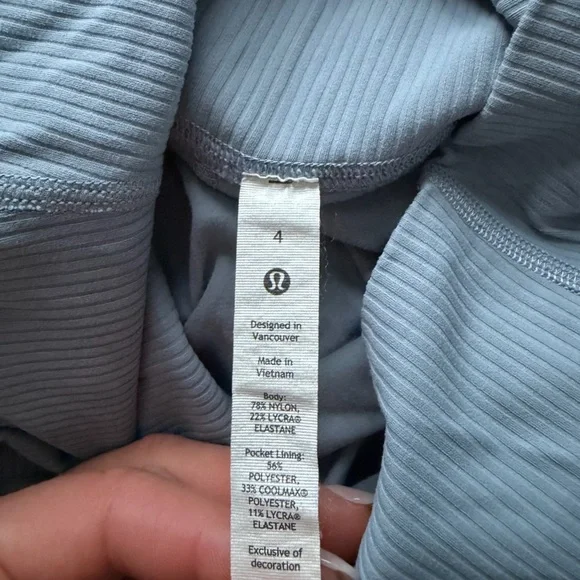 4
Designed in
Vancouver
Made in
Vietnam
Body:
78% NYLON,
22% LYCRA®
ELASTANE
Pocket Lining:
56%
POLYESTER,
33% COOLMAX®
POLYESTER,
11% LYCRA®
ELASTANE
Exclusive of
decoration